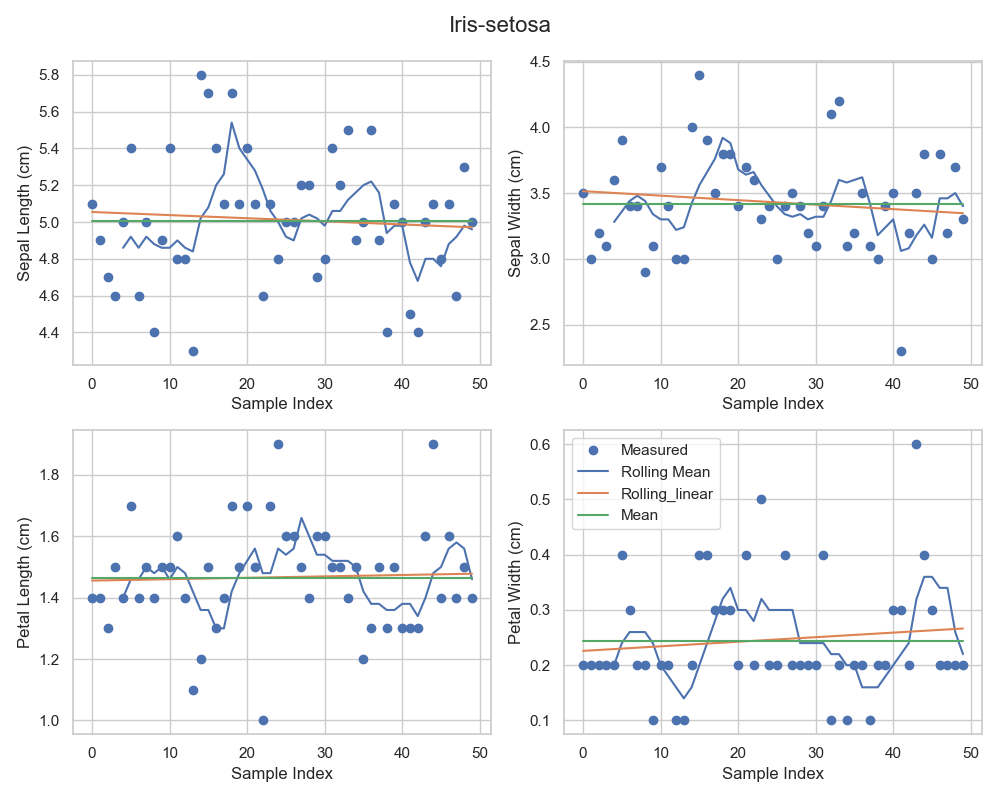 Iris-setosa
5.8
5.6
5.4
5.2
5.0
4.8
4.6
4.4
Sepal Length (cm)
0 10 20 30 40 50
Sample Index
4.5
4.0
3.5
3.0
2.5
Sepal Width (cm)
0 10 20 30 40 50
Sample Index
1.8
1.6
1.4
1.2
1.0
Petal Length (cm)
0 10 20 30 40 50
Sample Index
0.6
0.5
0.4
0.3
0.2
0.1
Petal Width (cm)
Measured
Rolling Mean
Rolling_linear
Mean
0 10 20 30 40 50
Sample Index